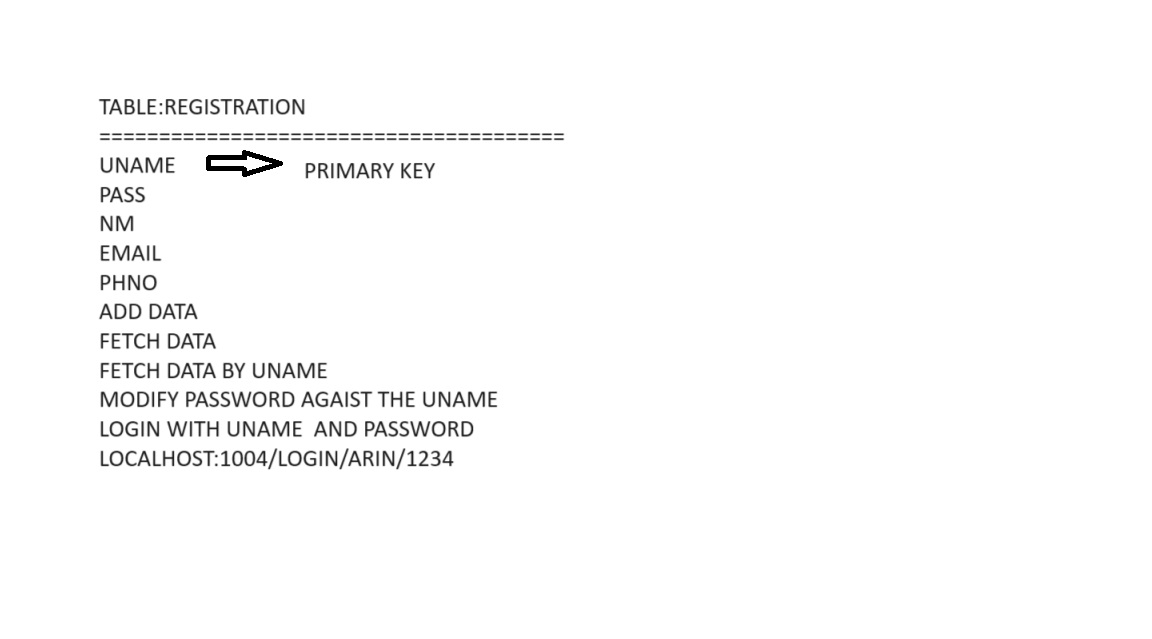 TABLE:REGISTRATION
=======================================
UNAME PRIMARY KEY
PASS
NM
EMAIL
PHNO
ADD DATA
FETCH DATA
FETCH DATA BY UNAME
MODIFY PASSWORD AGAIST THE UNAME
LOGIN WITH UNAME  AND PASSWORD
LOCALHOST:1004/LOGIN/ARIN/1234